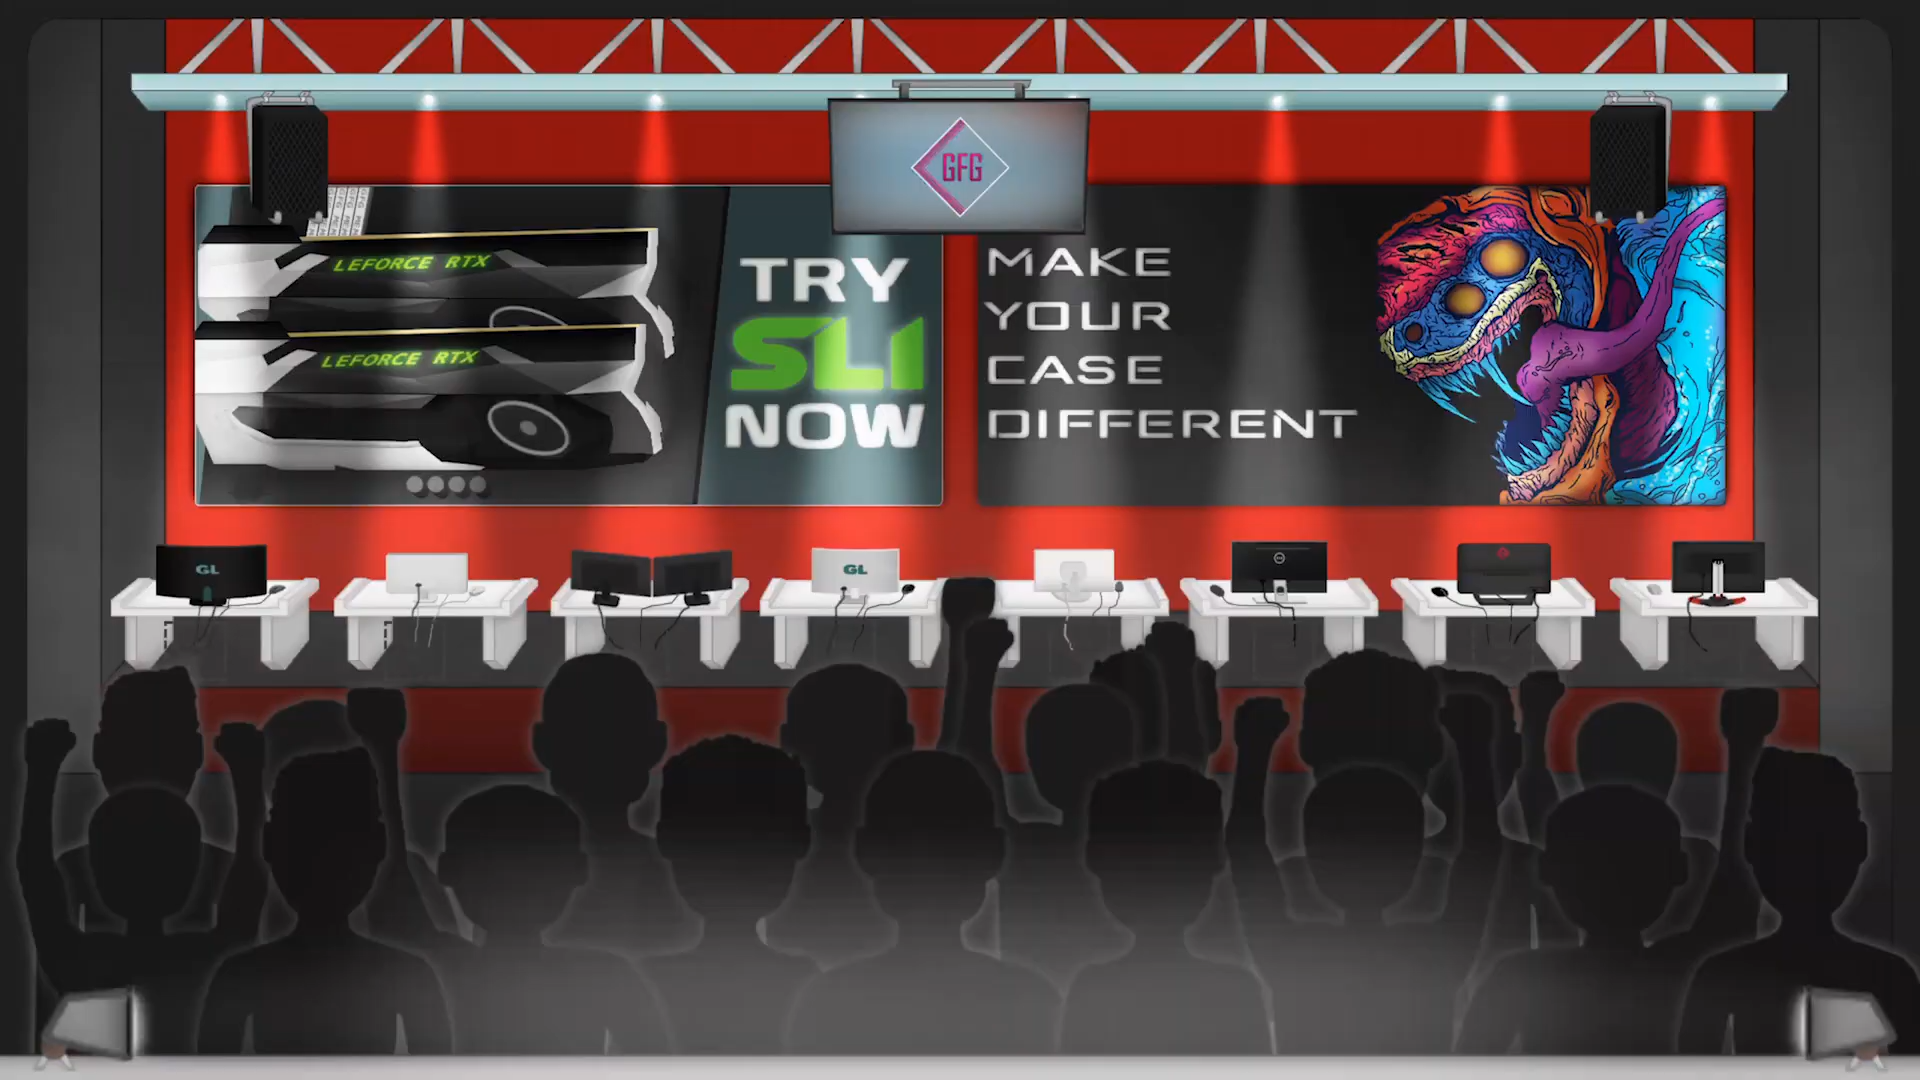 GFG
LEFORCE RTX
LEFORCE RTX
TRY
SLI
NOW
MAKE
YOUR
CASE
DIFFERENT
GL
GL